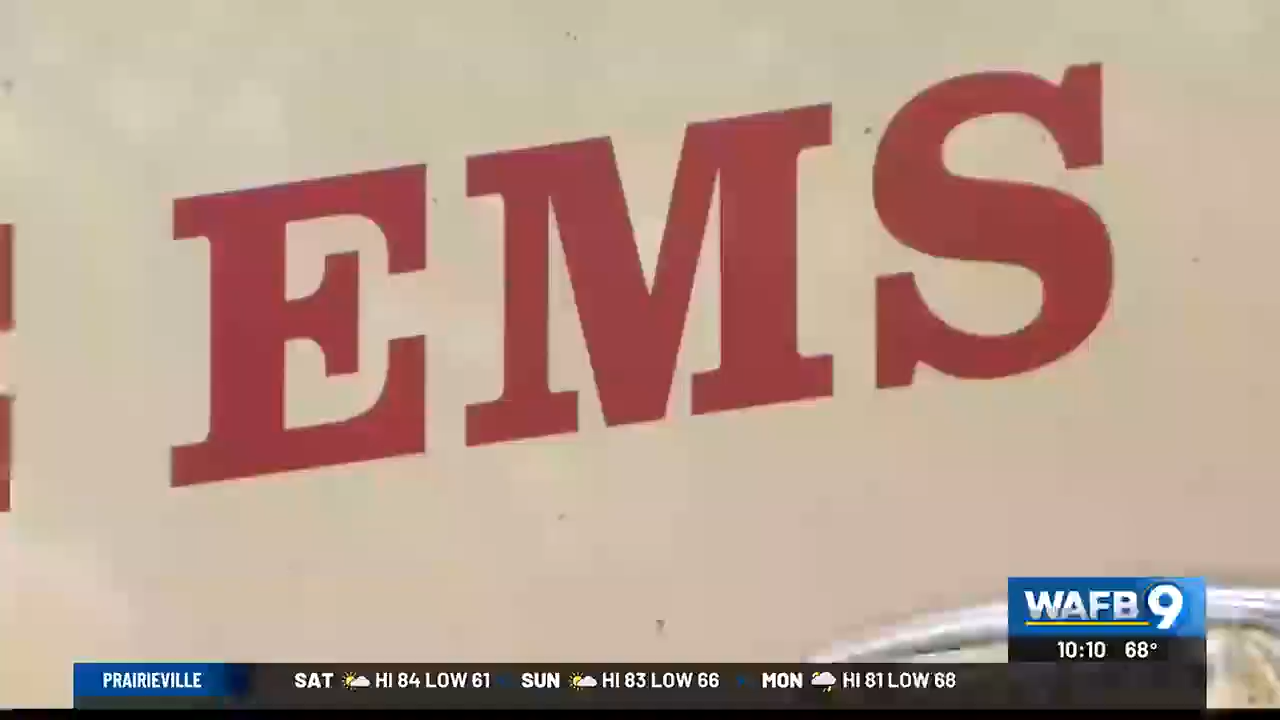 EMS
WAFB 9
10:10 68°
PRAIRIEVILLE SAT HI 84 LOW 61 SUN HI 83 LOW 66 MON HI 81 LOW 68